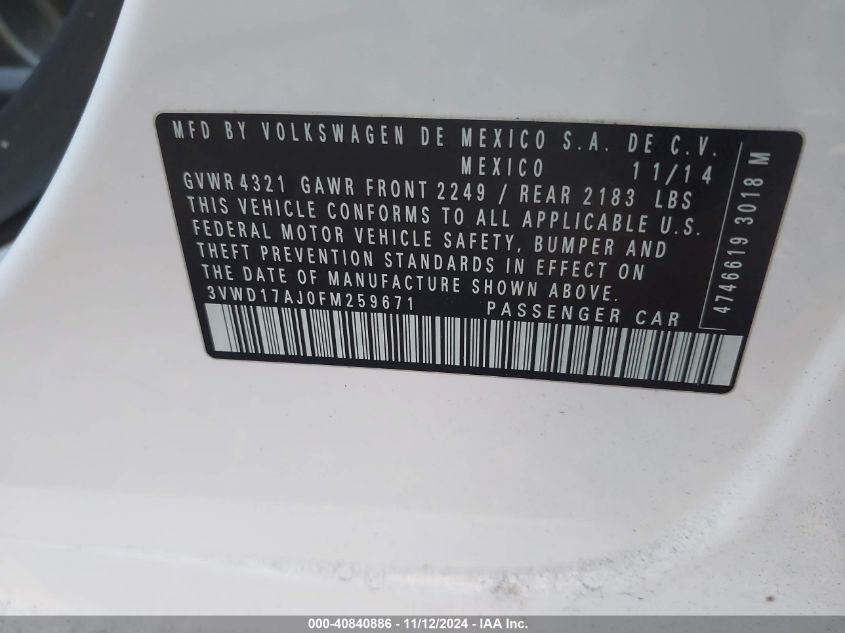 MFD BY VOLKSWAGEN DE MEXICO S.A. DE C.V.
MEXICO 11/14
GVWR 4321 GAWR FRONT 2249 / REAR 2183 LBS
THIS VEHICLE CONFORMS TO ALL APPLICABLE U.S.
FEDERAL MOTOR VEHICLE SAFETY, BUMPER AND
THEFT PREVENTION STANDARDS IN EFFECT ON
THE DATE OF MANUFACTURE SHOWN ABOVE.
3VWD17AJ0FM259671 PASSENGER CAR
4746619 3018 M
000-40840886 - 11/12/2024 - IAA Inc.